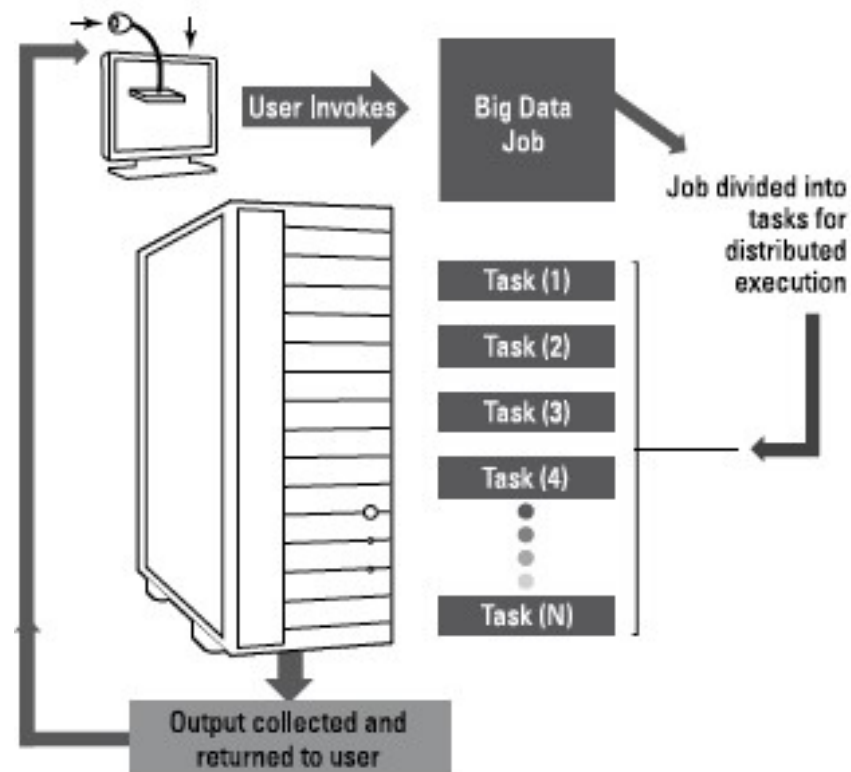 User Invokes
Big Data
Job
Job divided into
tasks for
distributed
execution
Task (1)
Task (2)
Task (3)
Task (4)
Task (N)
Output collected and
returned to user